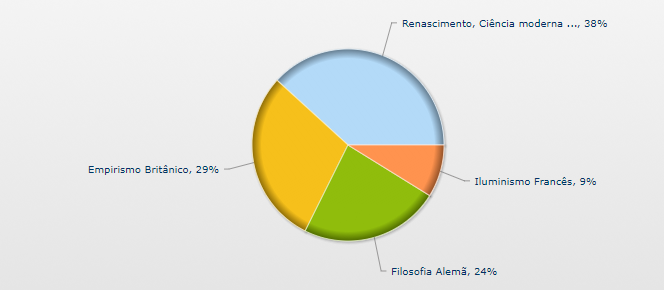 Renascimento, Ciência moderna ..., 38%
Empirismo Britânico, 29%
Iluminismo Francês, 9%
Filosofia Alemã, 24%